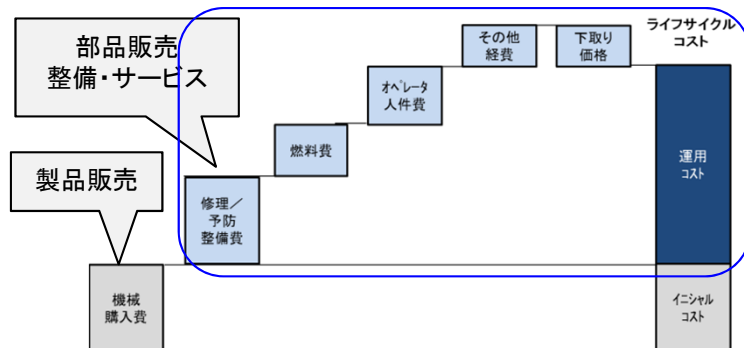 部品販売
整備・サービス
製品販売
機械
購入費
修理／
予防
整備費
燃料費
ｵﾍﾟﾚｰﾀ
人件費
その他
経費
下取り
価格
ライフサイクル
コスト
運用
ｺｽﾄ
ｲﾆｼｬﾙ
ｺｽﾄ